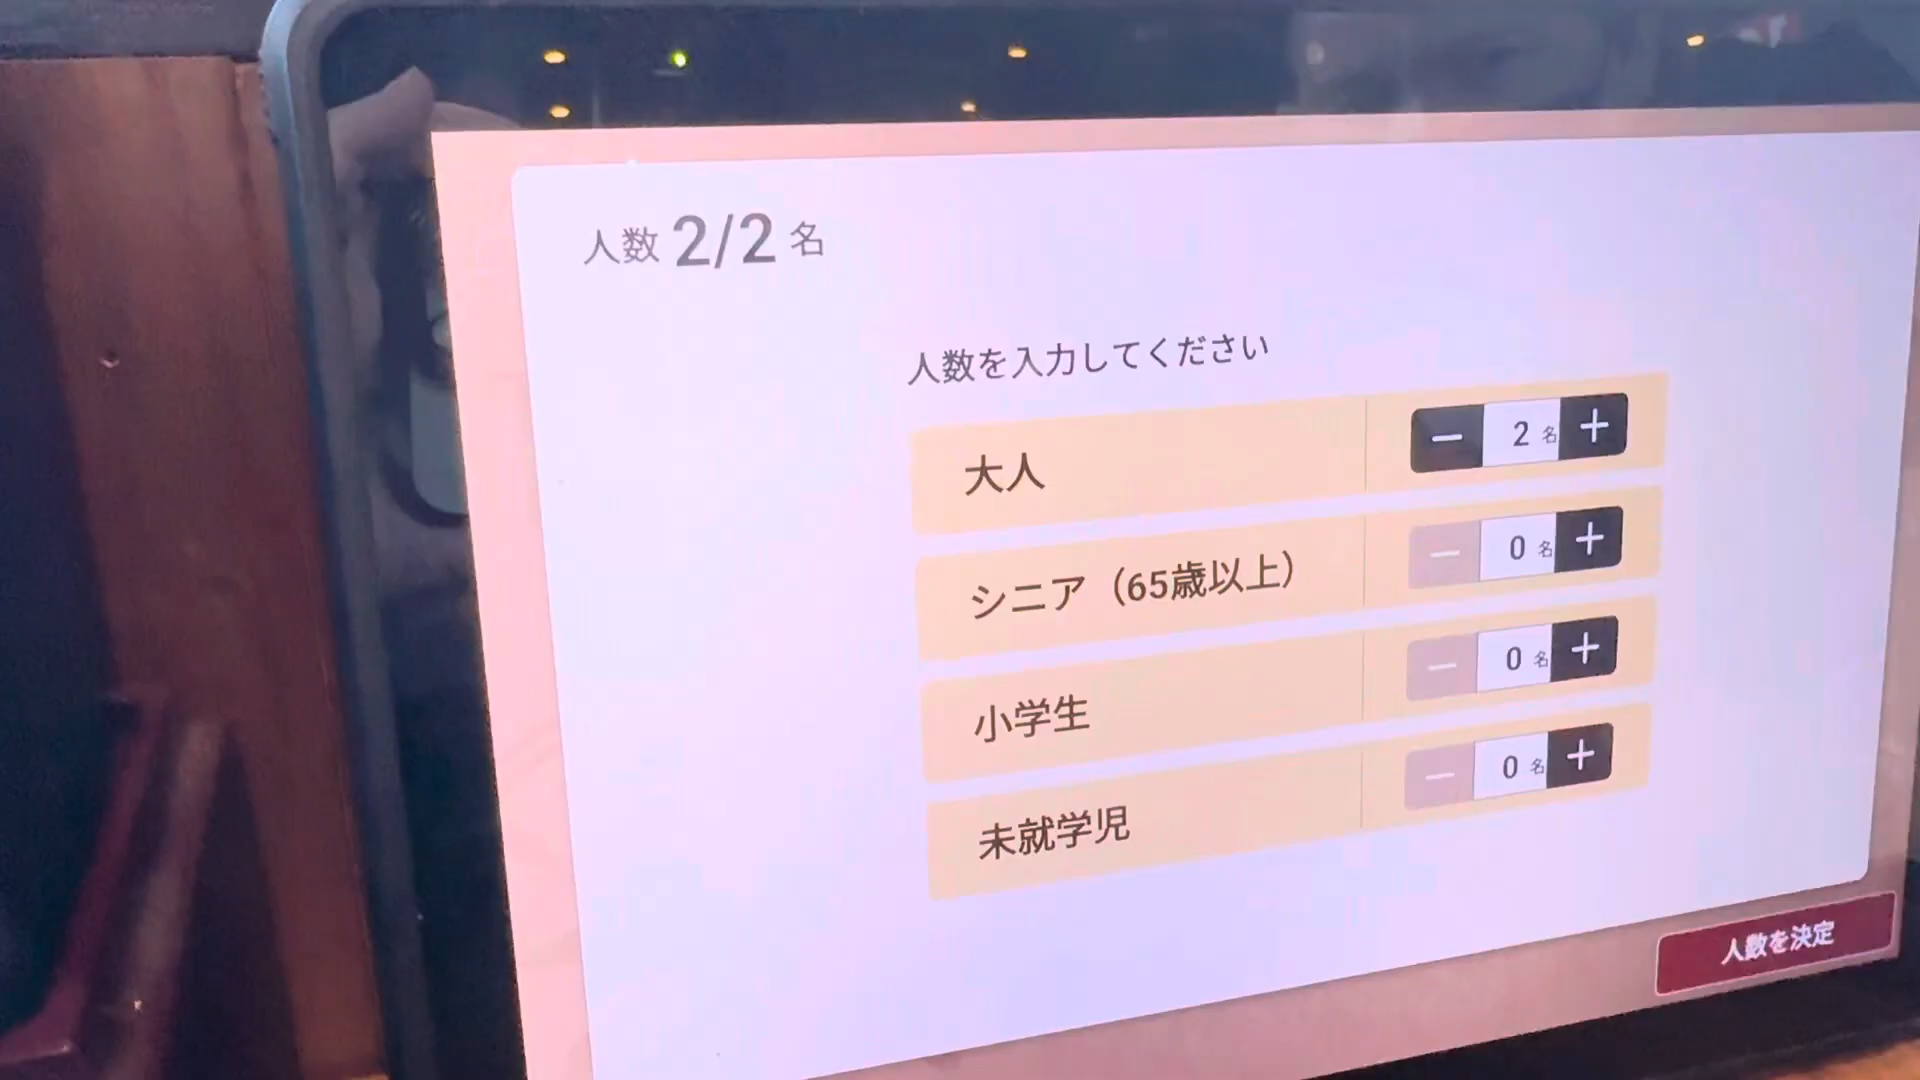 人数 2/2 名
人数を入力してください
大人 − 2 名 +
シニア（65歳以上） − 0 名 +
小学生 − 0 名 +
未就学児 − 0 名 +
人数を決定